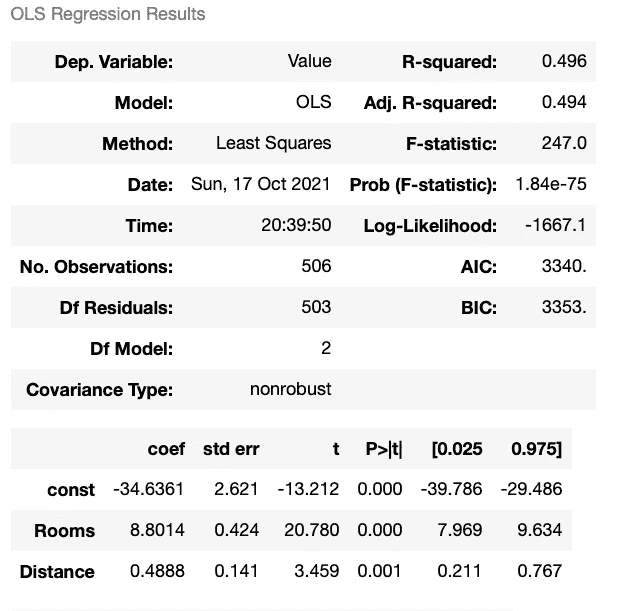 OLS Regression Results
Dep. Variable: Value R-squared: 0.496
Model: OLS Adj. R-squared: 0.494
Method: Least Squares F-statistic: 247.0
Date: Sun, 17 Oct 2021 Prob (F-statistic): 1.84e-75
Time: 20:39:50 Log-Likelihood: -1667.1
No. Observations: 506 AIC: 3340.
Df Residuals: 503 BIC: 3353.
Df Model: 2
Covariance Type: nonrobust
coef std err t P>|t| [0.025 0.975]
const -34.6361 2.621 -13.212 0.000 -39.786 -29.486
Rooms 8.8014 0.424 20.780 0.000 7.969 9.634
Distance 0.4888 0.141 3.459 0.001 0.211 0.767